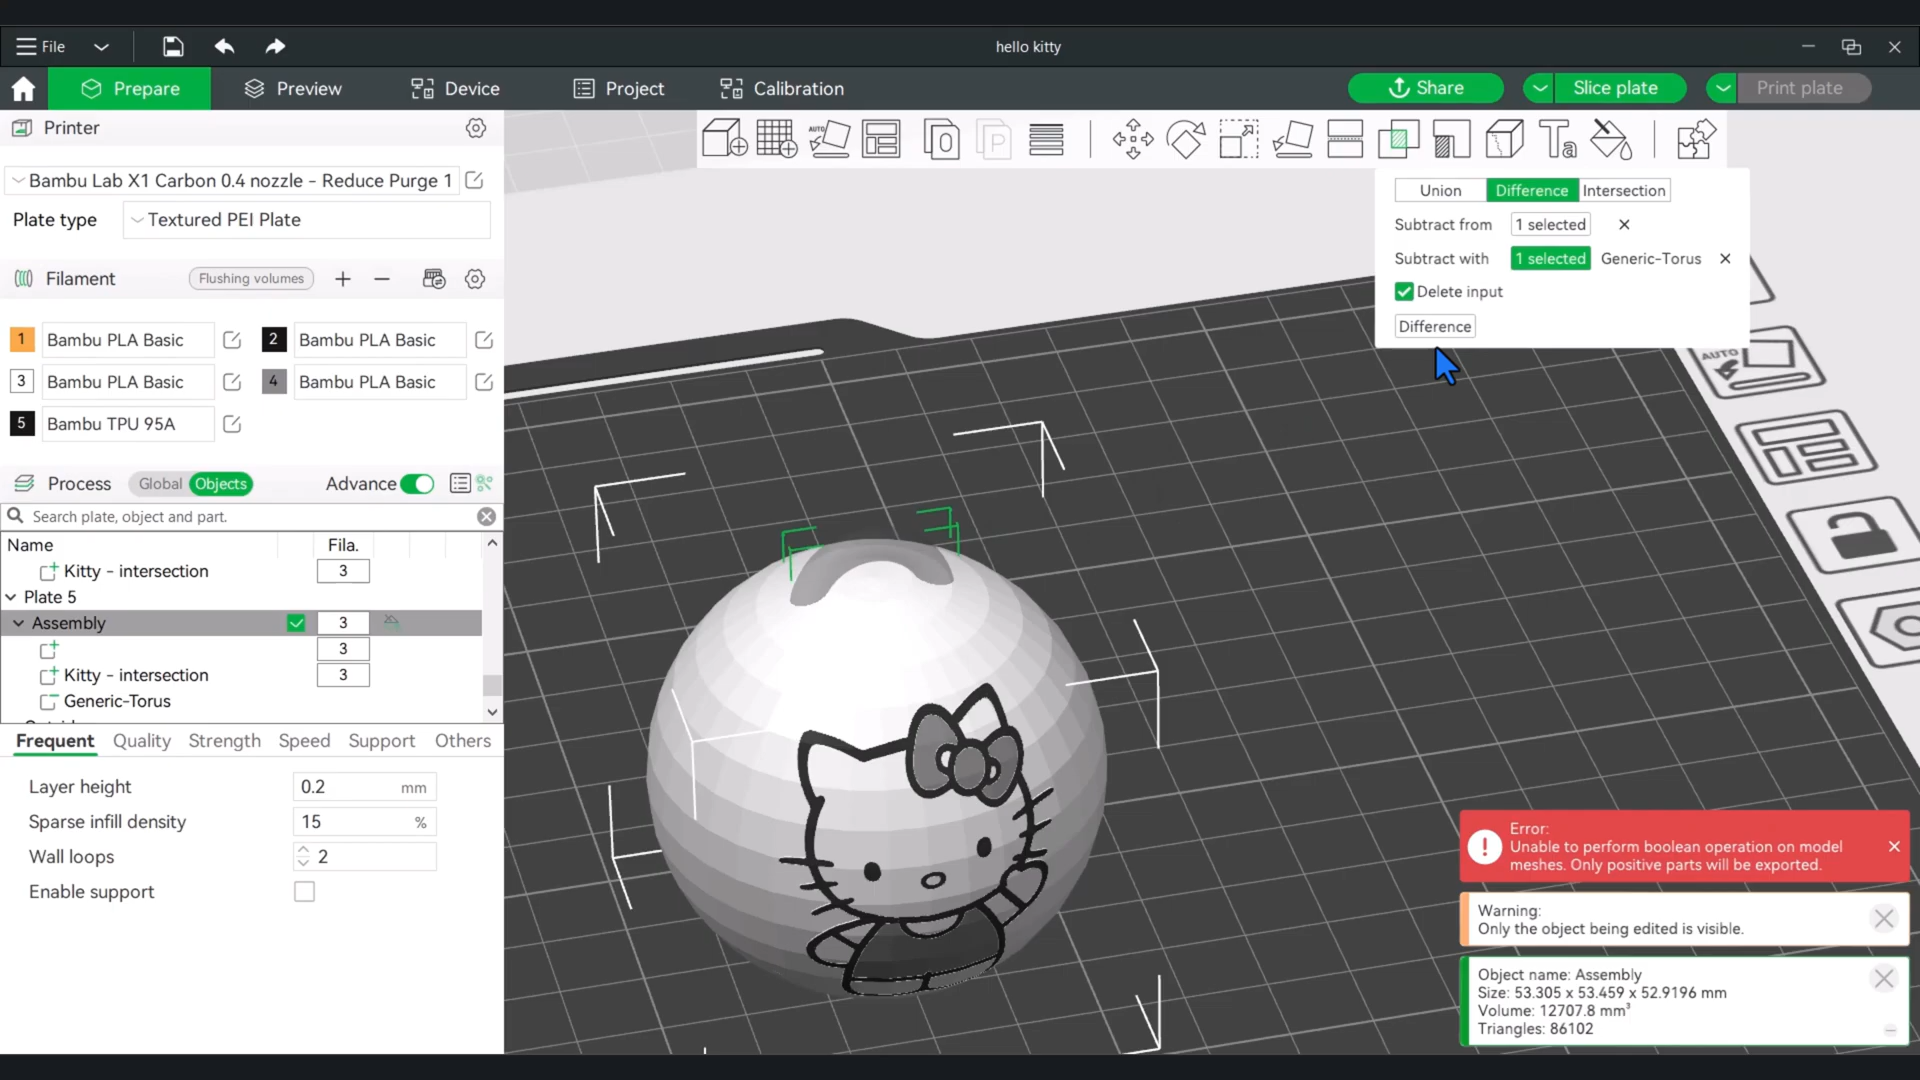 File
hello kitty
Prepare
Preview
Device
Project
Calibration
Share
Slice plate
Print plate
Printer
Bambu Lab X1 Carbon 0.4 nozzle - Reduce Purge 1
Plate type
Textured PEI Plate
Filament
Flushing volumes
1 Bambu PLA Basic
2 Bambu PLA Basic
3 Bambu PLA Basic
4 Bambu PLA Basic
5 Bambu TPU 95A
Process
Global Objects
Advance
Search plate, object and part.
Name Fila.
Kitty - intersection 3
Plate 5
Assembly 3
3
Kitty - intersection 3
Generic-Torus
Frequent Quality Strength Speed Support Others
Layer height 0.2 mm
Sparse infill density 15 %
Wall loops 2
Enable support
AUTO
Union Difference Intersection
Subtract from 1 selected
Subtract with 1 selected Generic-Torus
Delete input
Difference
AUTO
Error:
Unable to perform boolean operation on model
meshes. Only positive parts will be exported.
Warning:
Only the object being edited is visible.
Object name: Assembly
Size: 53.305 x 53.459 x 52.9196 mm
Volume: 12707.8 mm³
Triangles: 86102